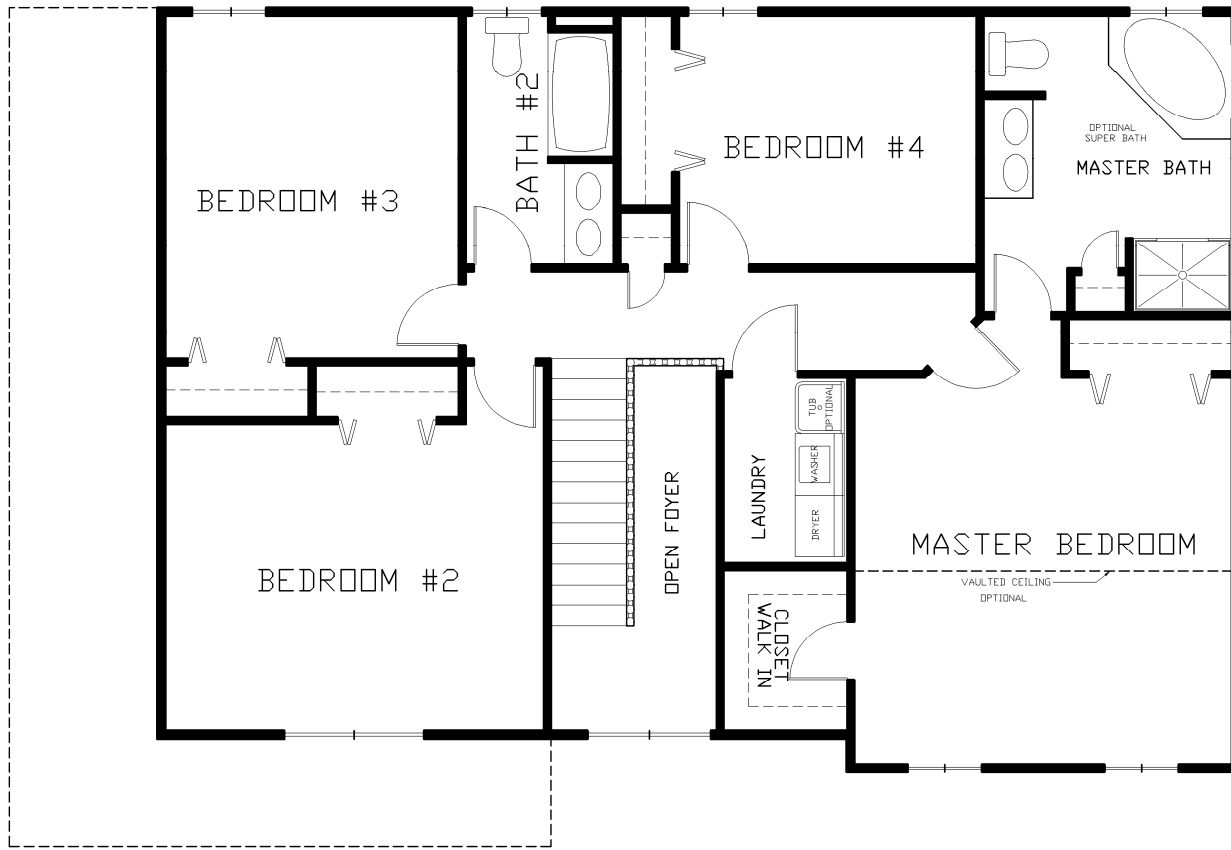 BEDROOM #3
BATH #2
BEDROOM #4
OPTIONAL
SUPER BATH
MASTER BATH
TUB
OPTIONAL
WASHER
DRYER
LAUNDRY
OPEN FOYER
BEDROOM #2
MASTER BEDROOM
VAULTED CEILING
OPTIONAL
CLOSET
WALK IN